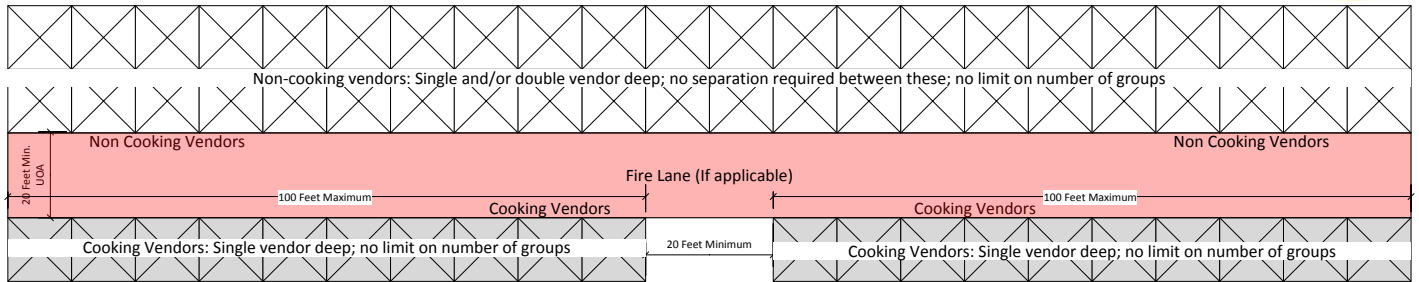 Non-cooking vendors: Single and/or double vendor deep; no separation required between these; no limit on number of groups
Non Cooking Vendors
Non Cooking Vendors
20 Feet Min.
UOA
Fire Lane (If applicable)
100 Feet Maximum
100 Feet Maximum
Cooking Vendors
Cooking Vendors
Cooking Vendors: Single vendor deep; no limit on number of groups
20 Feet Minimum
Cooking Vendors: Single vendor deep; no limit on number of groups